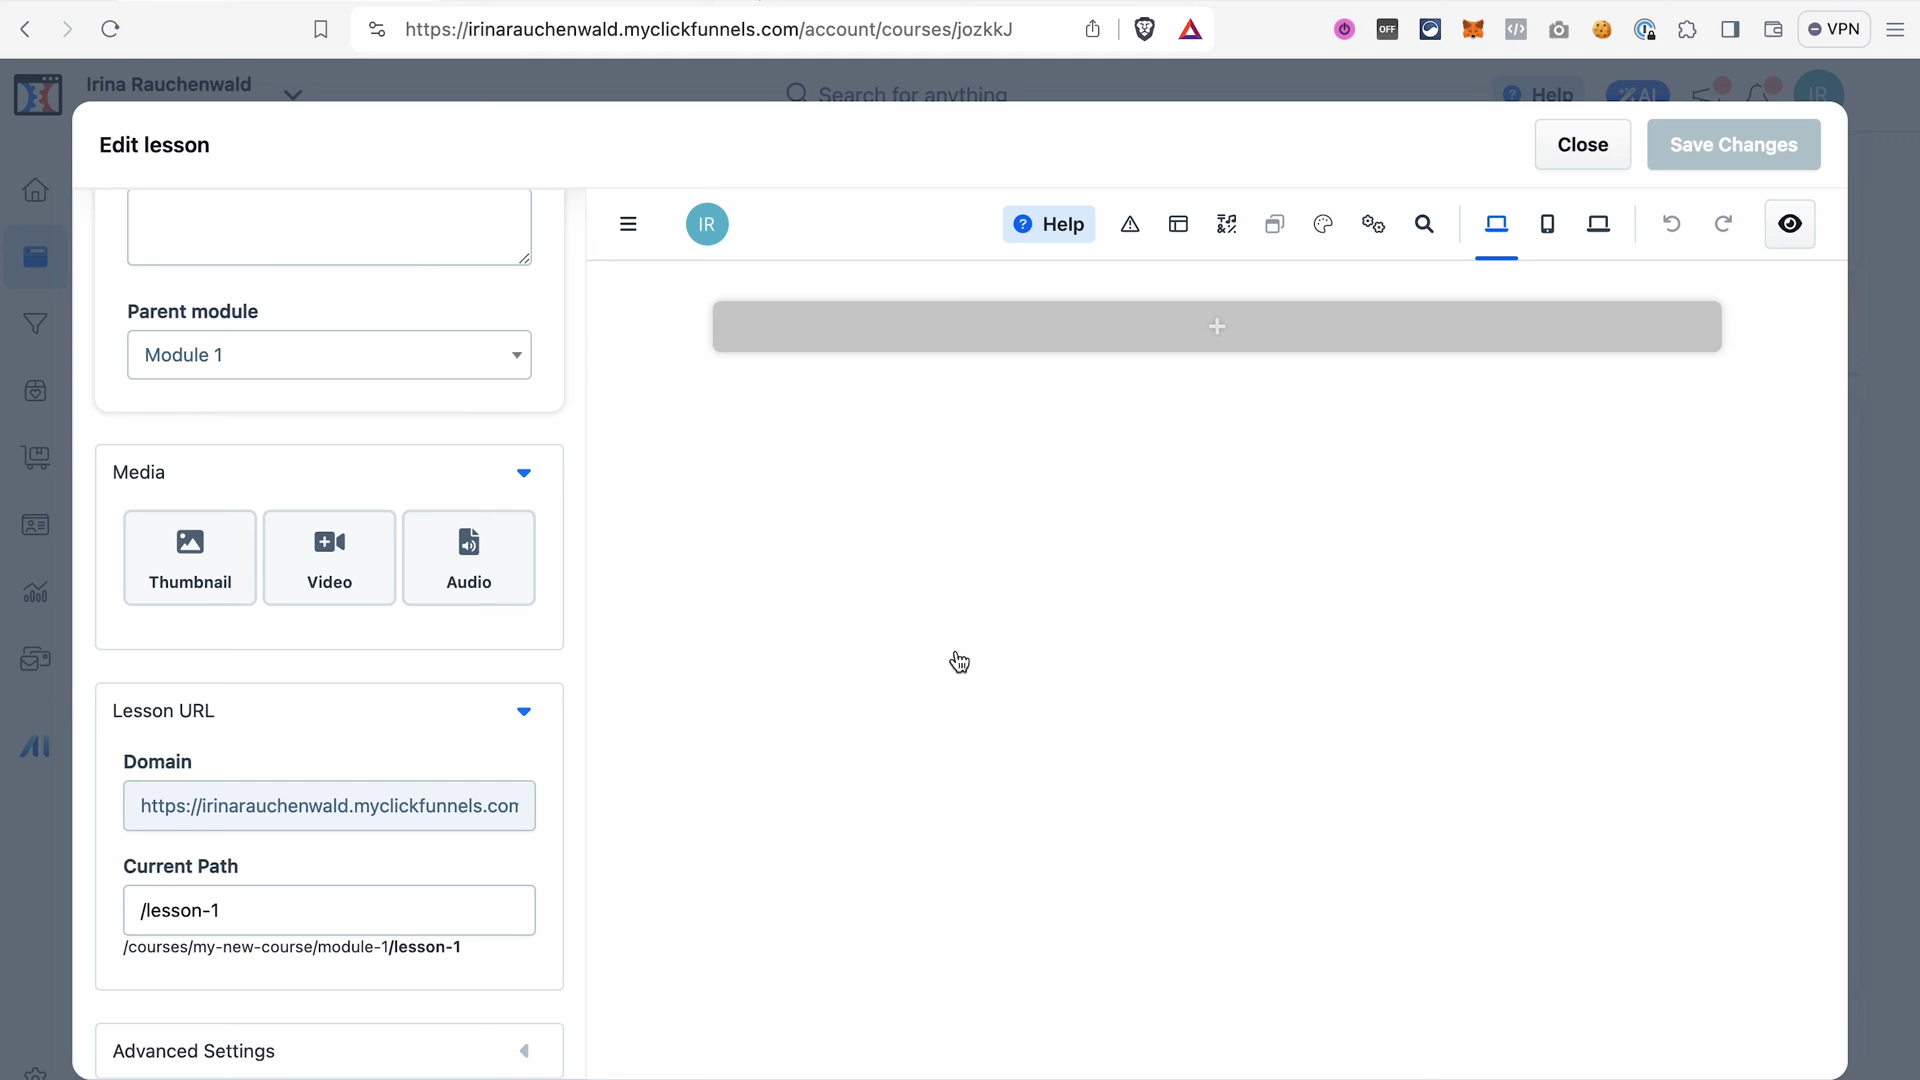 https://irinarauchenwald.myclickfunnels.com/account/courses/jozkkJ
OFF
VPN
Irina Rauchenwald
Search for anything
Help
AI
IR
Edit lesson
Close
Save Changes
IR
Help
Parent module
Module 1
Media
Thumbnail
Video
Audio
Lesson URL
Domain
https://irinarauchenwald.myclickfunnels.com
Current Path
/lesson-1
/courses/my-new-course/module-1/lesson-1
Advanced Settings